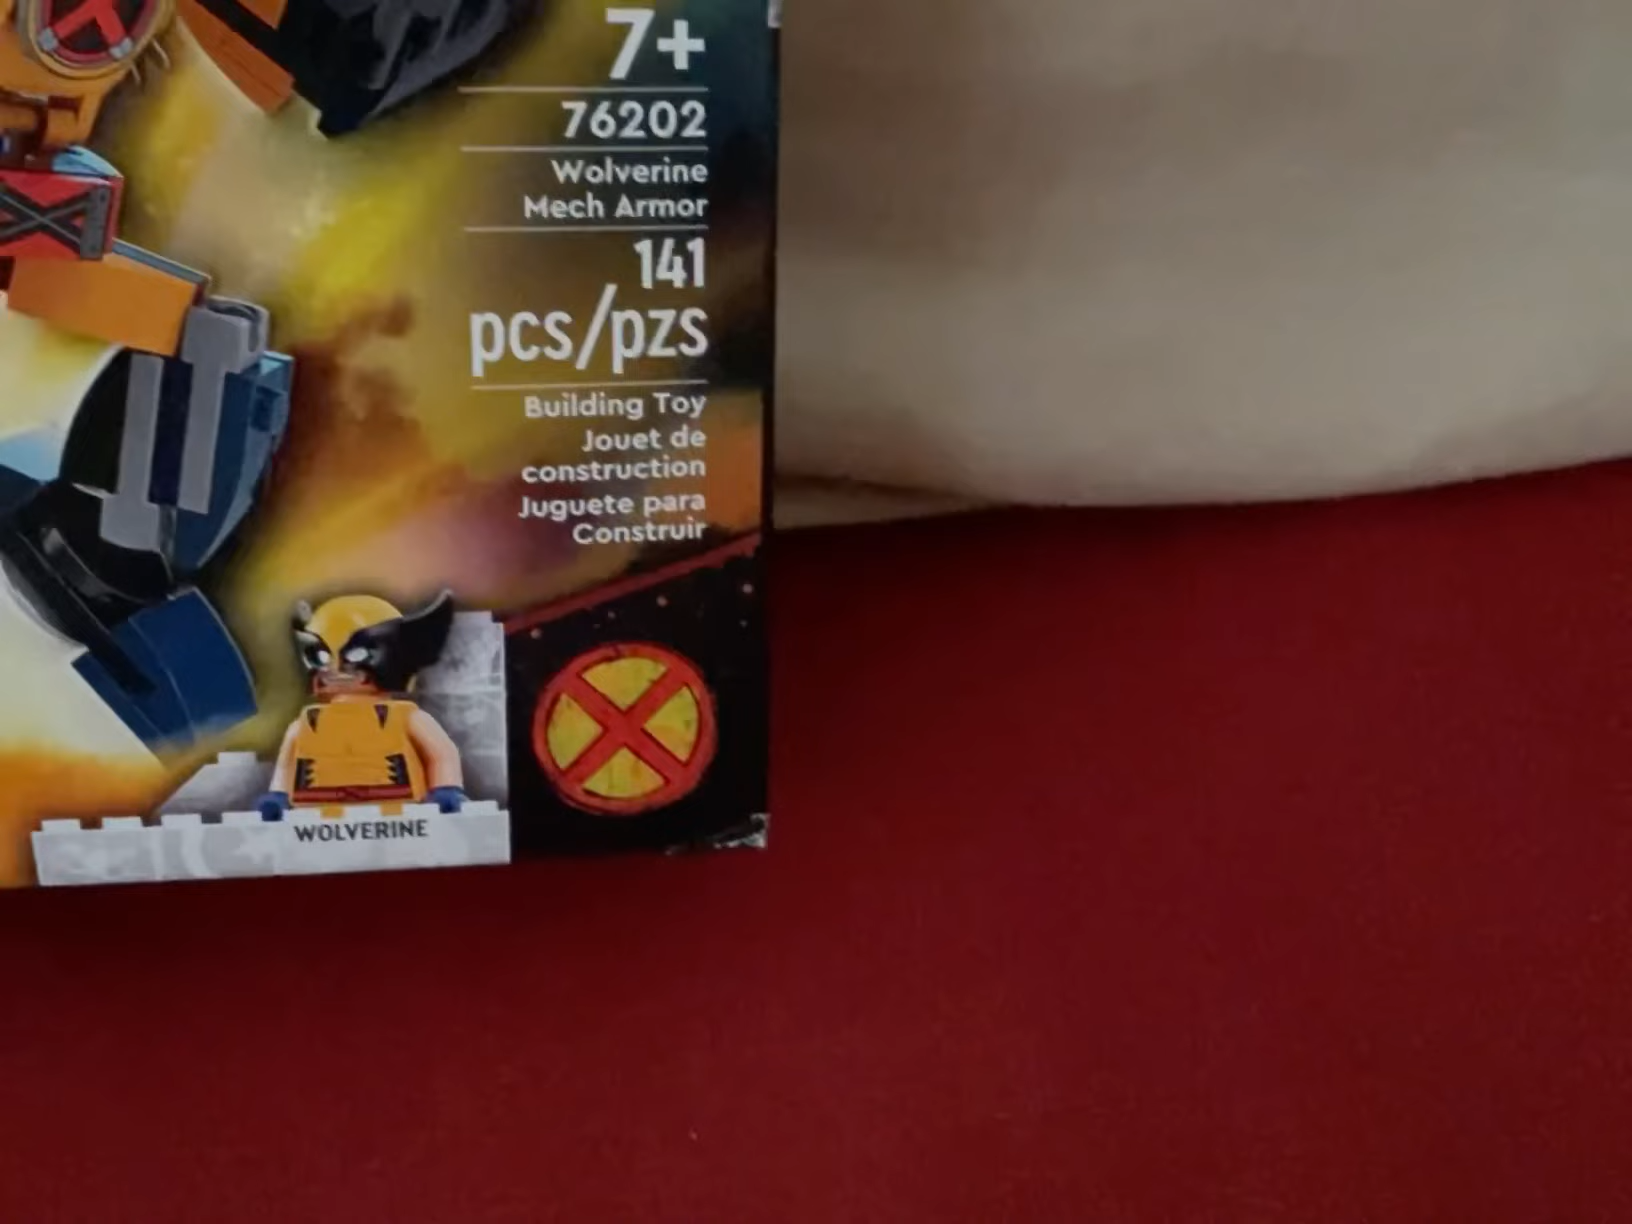 7+
76202
Wolverine
Mech Armor
141
pcs/pzs
Building Toy
Jouet de
construction
Juguete para
Construir
WOLVERINE